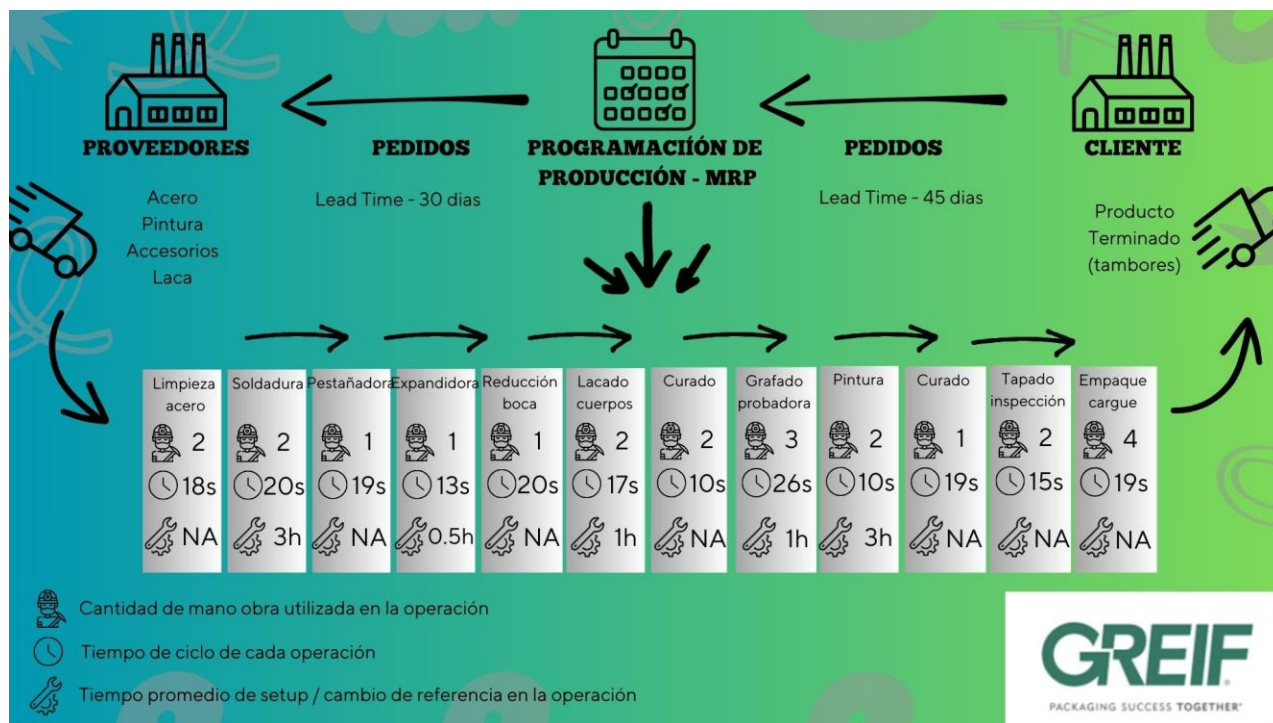 PROVEEDORES
PEDIDOS
PROGRAMACIÍÓN DE
PRODUCCIÓN - MRP
PEDIDOS
CLIENTE
Acero
Pintura
Accesorios
Laca
Lead Time - 30 dias
Lead Time - 45 dias
Producto
Terminado
(tambores)
Limpieza
acero
2
18s
NA
Soldadura
2
20s
3h
Pestañadora
1
19s
NA
Expandidora
1
13s
0.5h
Reducción
boca
1
20s
NA
Lacado
cuerpos
2
17s
1h
Curado
2
10s
NA
Grafado
probadora
3
26s
1h
Pintura
2
10s
3h
Curado
1
19s
NA
Tapado
inspección
2
15s
NA
Empaque
cargue
4
19s
NA
Cantidad de mano obra utilizada en la operación
Tiempo de ciclo de cada operación
Tiempo promedio de setup / cambio de referencia en la operación
GREIF
PACKAGING SUCCESS TOGETHER